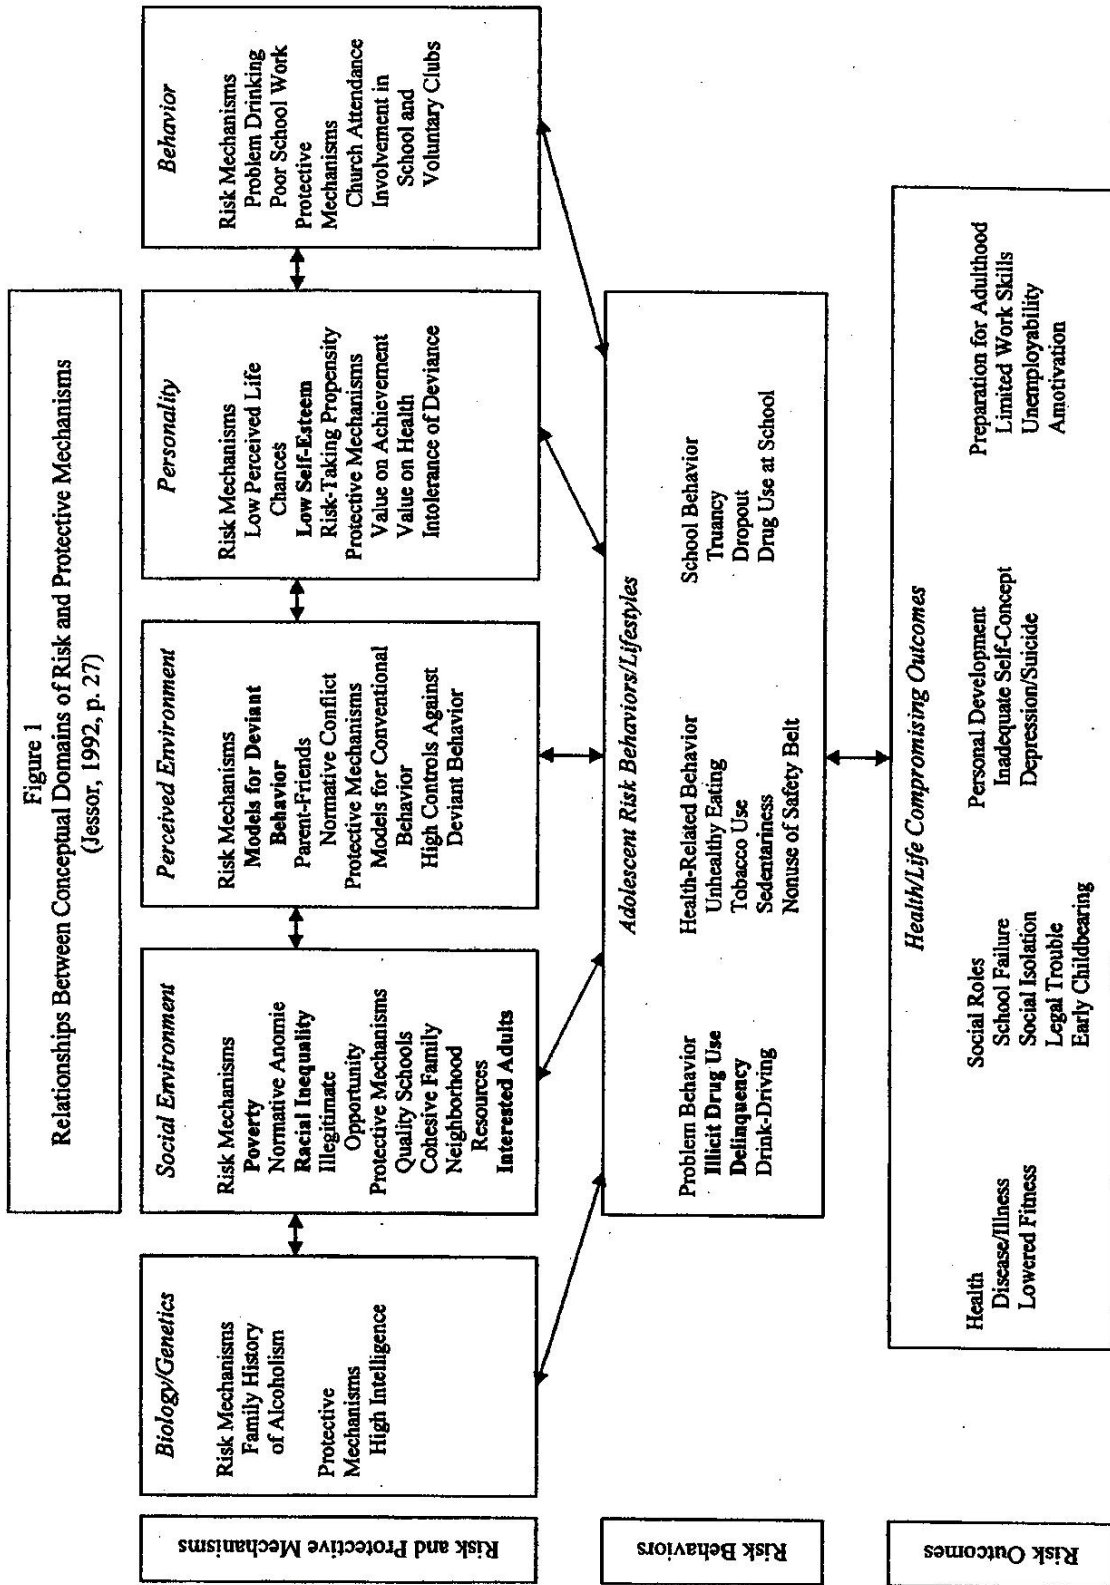 Figure 1
Relationships Between Conceptual Domains of Risk and Protective Mechanisms
(Jessor, 1992, p. 27)
Risk and Protective Mechanisms
Biology/Genetics
Risk Mechanisms
Family History
of Alcoholism
Protective
Mechanisms
High Intelligence
Social Environment
Risk Mechanisms
Poverty
Normative Anomie
Racial Inequality
Illegitimate
Opportunity
Protective Mechanisms
Quality Schools
Cohesive Family
Neighborhood
Resources
Interested Adults
Perceived Environment
Risk Mechanisms
Models for Deviant
Behavior
Parent-Friends
Normative Conflict
Protective Mechanisms
Models for Conventional
Behavior
High Controls Against
Deviant Behavior
Personality
Risk Mechanisms
Low Perceived Life
Chances
Low Self-Esteem
Risk-Taking Propensity
Protective Mechanisms
Value on Achievement
Value on Health
Intolerance of Deviance
Behavior
Risk Mechanisms
Problem Drinking
Poor School Work
Protective
Mechanisms
Church Attendance
Involvement in
School and
Voluntary Clubs
Risk Behaviors
Adolescent Risk Behaviors/Lifestyles
Problem Behavior
Illicit Drug Use
Delinquency
Drink-Driving
Health-Related Behavior
Unhealthy Eating
Tobacco Use
Sedentariness
Nonuse of Safety Belt
School Behavior
Truancy
Dropout
Drug Use at School
Risk Outcomes
Health/Life Compromising Outcomes
Health
Disease/Illness
Lowered Fitness
Social Roles
School Failure
Social Isolation
Legal Trouble
Early Childbearing
Personal Development
Inadequate Self-Concept
Depression/Suicide
Preparation for Adulthood
Limited Work Skills
Unemployability
Amotivation